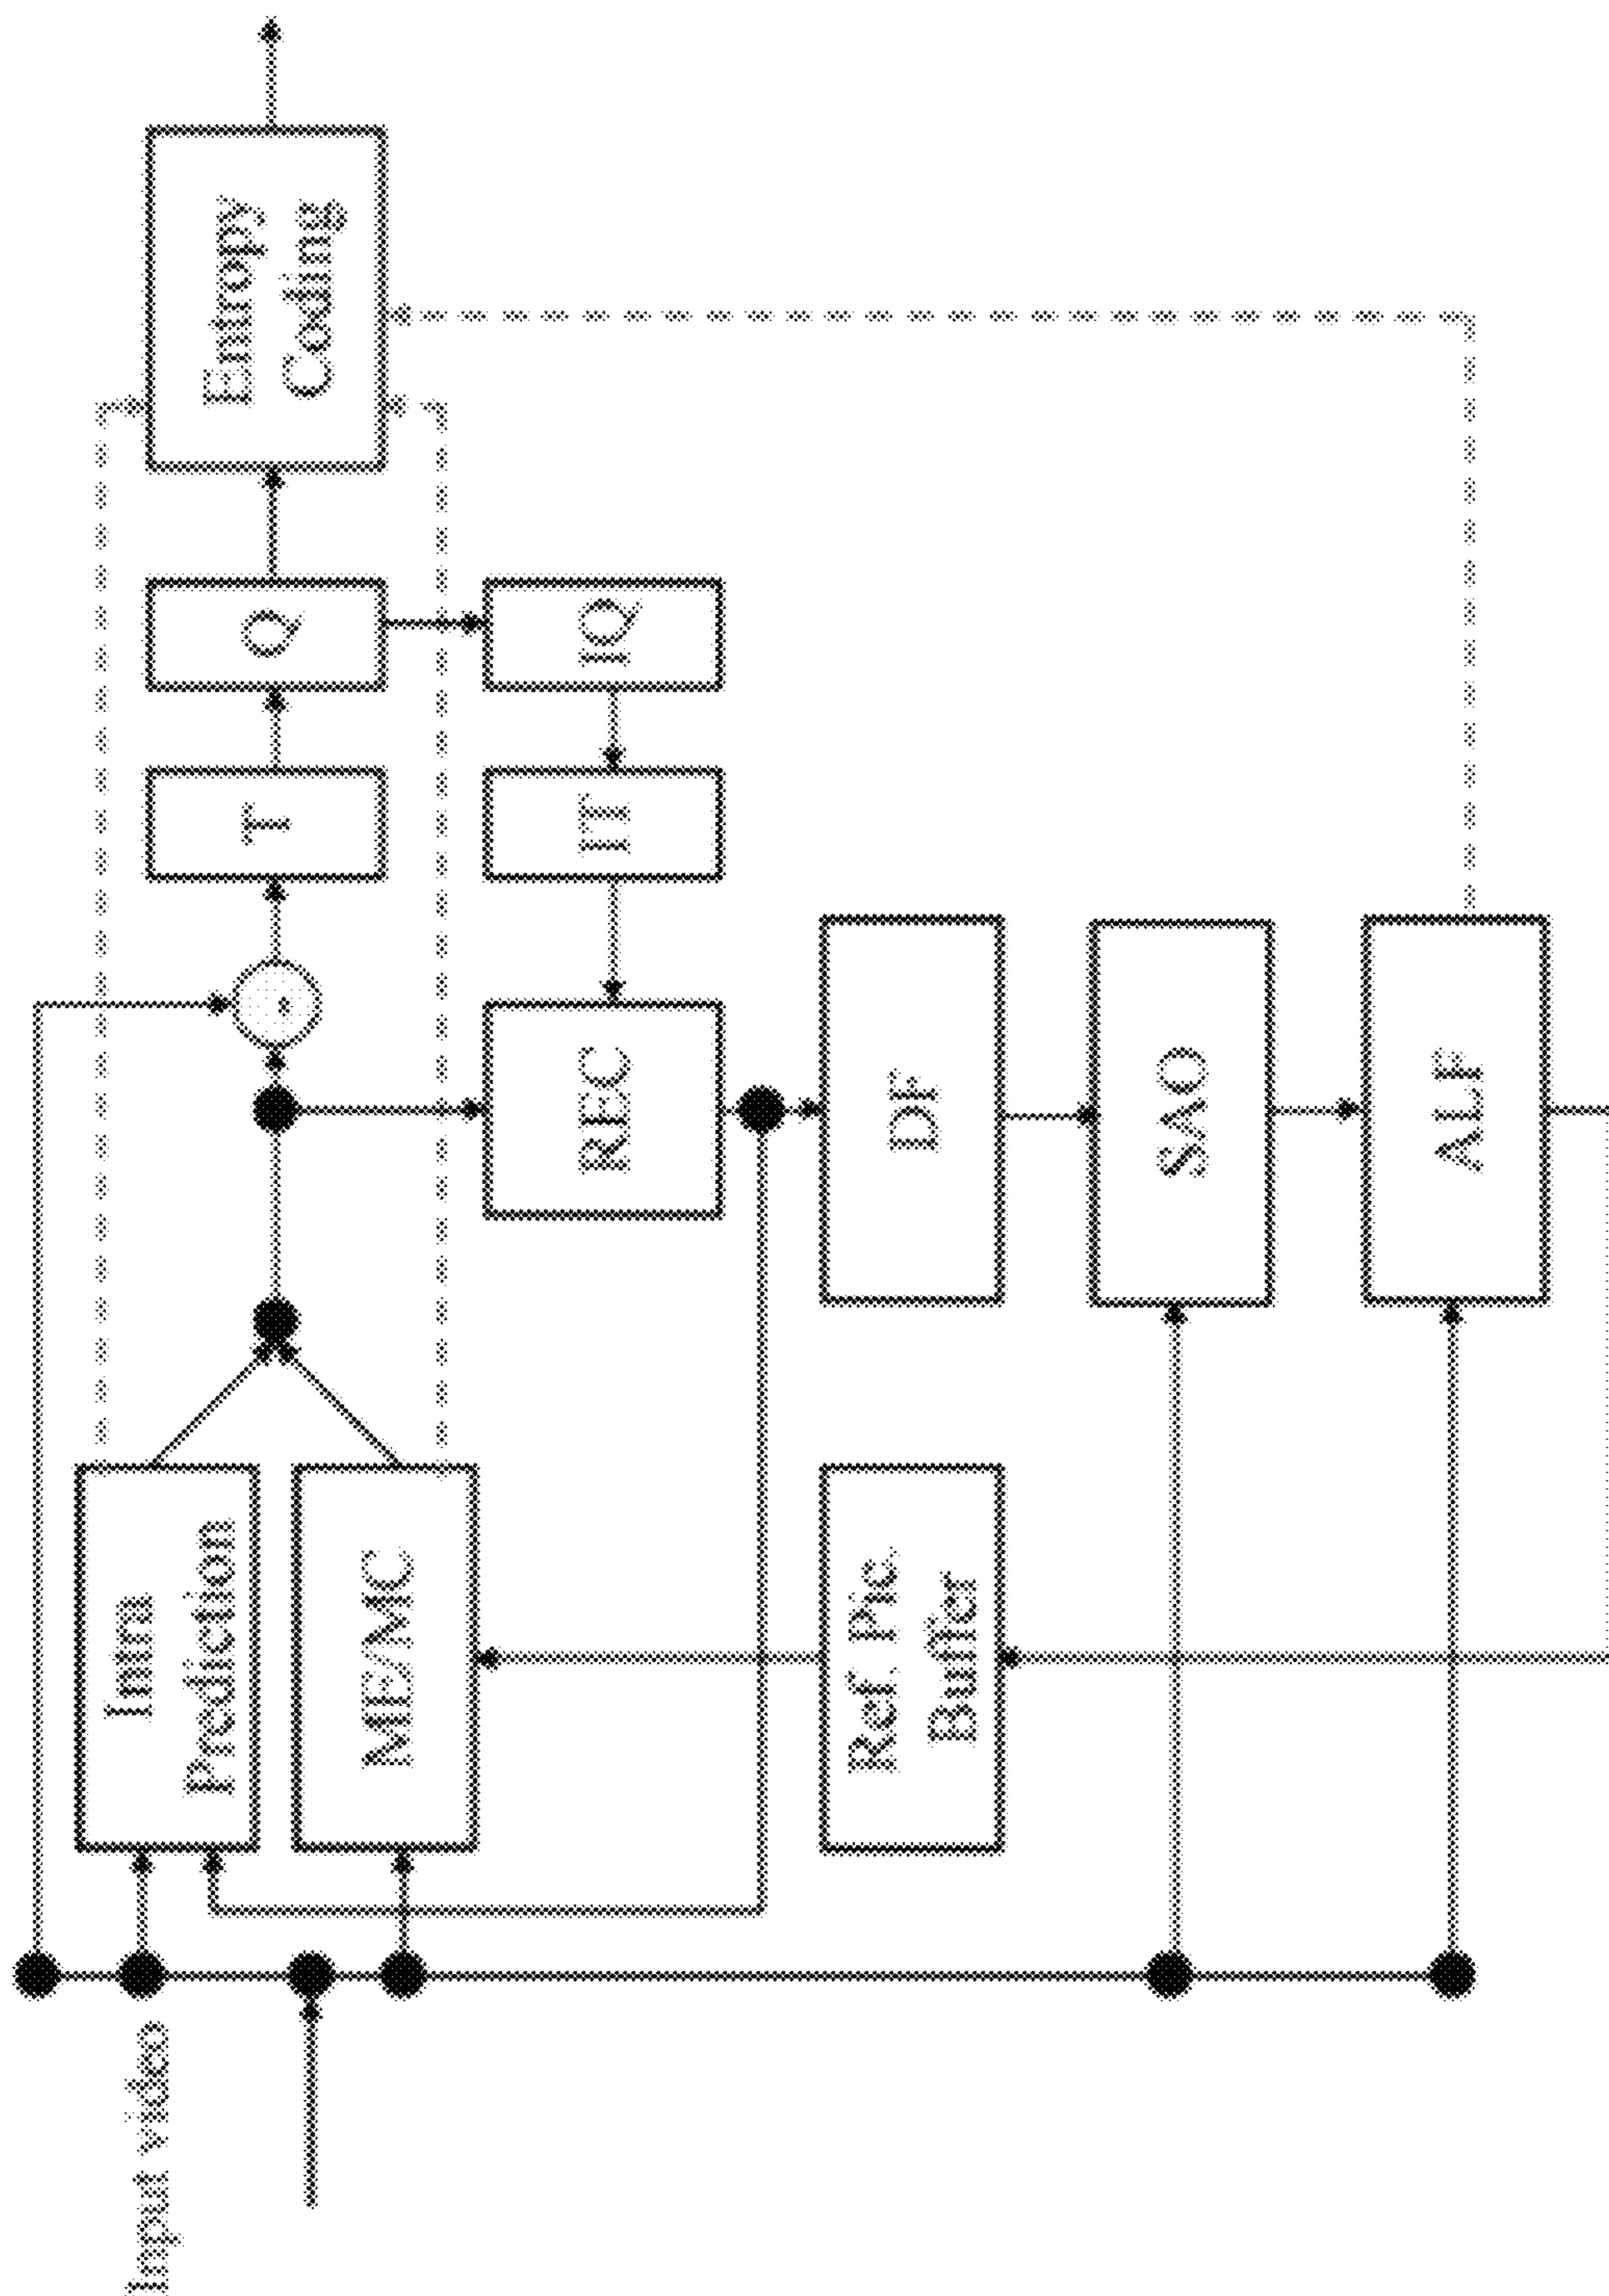 Input video
Intra
Prediction
ME/MC
Ref. Pic.
Buffer
-
T
Q
Entropy
Coding
REC
IT
IQ
DF
SAO
ALF